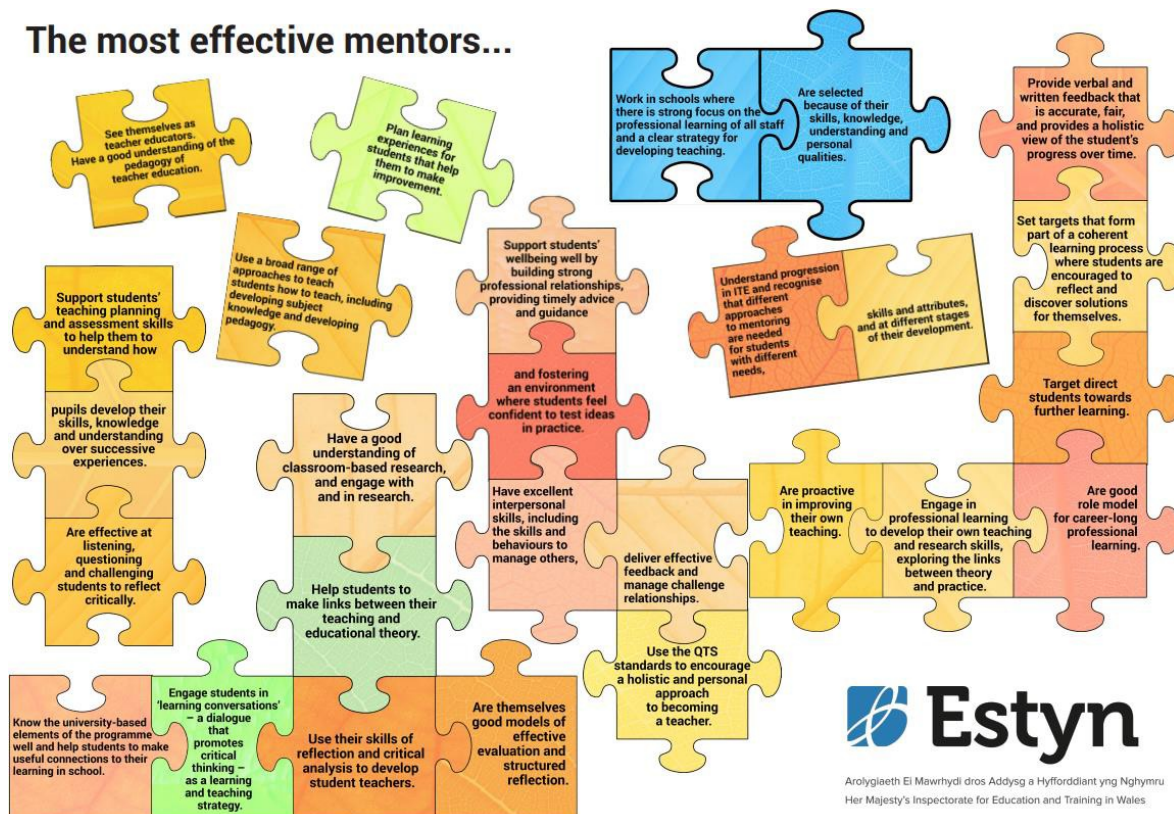 The most effective mentors...
See themselves as
teacher educators.
Have a good understanding of the
pedagogy of
teacher education.
Plan learning
experiences for
students that help
them to make
improvement.
Work in schools where
there is strong focus on the
professional learning of all staff
and a clear strategy for
developing teaching.
Are selected
because of their
skills, knowledge,
understanding and
personal
qualities.
Provide verbal and
written feedback that
is accurate, fair,
and provides a holistic
view of the student's
progress over time.
Use a broad range of
approaches to teach
students how to teach, including
developing subject
knowledge and developing
pedagogy.
Support students'
wellbeing well by
building strong
professional relationships,
providing timely advice
and guidance
Understand progression
in ITE and recognise
that different
approaches
to mentoring
are needed
for students
with different
needs,
skills and attributes,
and at different stages
of their development.
Set targets that form
part of a coherent
learning process
where students are
encouraged to
reflect and
discover solutions
for themselves.
Support students'
teaching planning
and assessment skills
to help them to
understand how
and fostering
an environment
where students feel
confident to test ideas
in practice.
Target direct
students towards
further learning.
pupils develop their
skills, knowledge
and understanding
over successive
experiences.
Have a good
understanding of
classroom-based research,
and engage with
and in research.
Have excellent
interpersonal
skills, including
the skills and
behaviours to
manage others,
deliver effective
feedback and
manage challenge
relationships.
Are proactive
in improving
their own
teaching.
Engage in
professional learning
to develop their own teaching
and research skills,
exploring the links
between theory
and practice.
Are good
role model
for career-long
professional
learning.
Are effective at
listening,
questioning
and challenging
students to reflect
critically.
Help students to
make links between their
teaching and
educational theory.
Use the QTS
standards to encourage
a holistic and personal
approach
to becoming
a teacher.
Know the university-based
elements of the programme
well and help students to make
useful connections to their
learning in school.
Engage students in
'learning conversations'
– a dialogue
that
promotes
critical
thinking –
as a learning
and teaching
strategy.
Use their skills of
reflection and critical
analysis to develop
student teachers.
Are themselves
good models of
effective
evaluation and
structured
reflection.
Estyn
Arolygiaeth Ei Mawrhydi dros Addysg a Hyfforddiant yng Nghymru
Her Majesty's Inspectorate for Education and Training in Wales